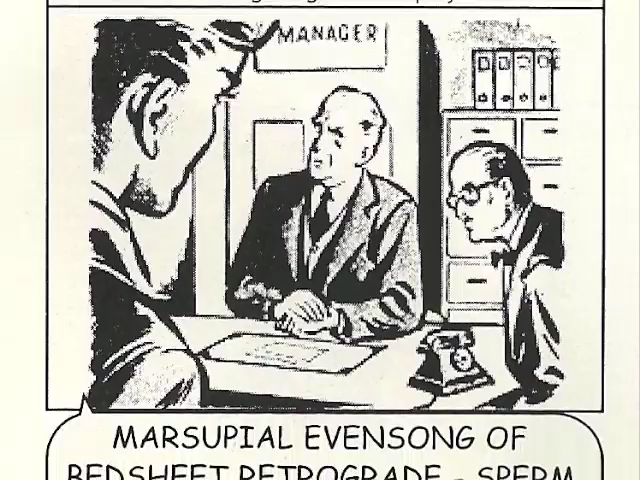 MANAGER
MARSUPIAL EVENSONG OF
BEDSHEET RETROGRADE - SPERM